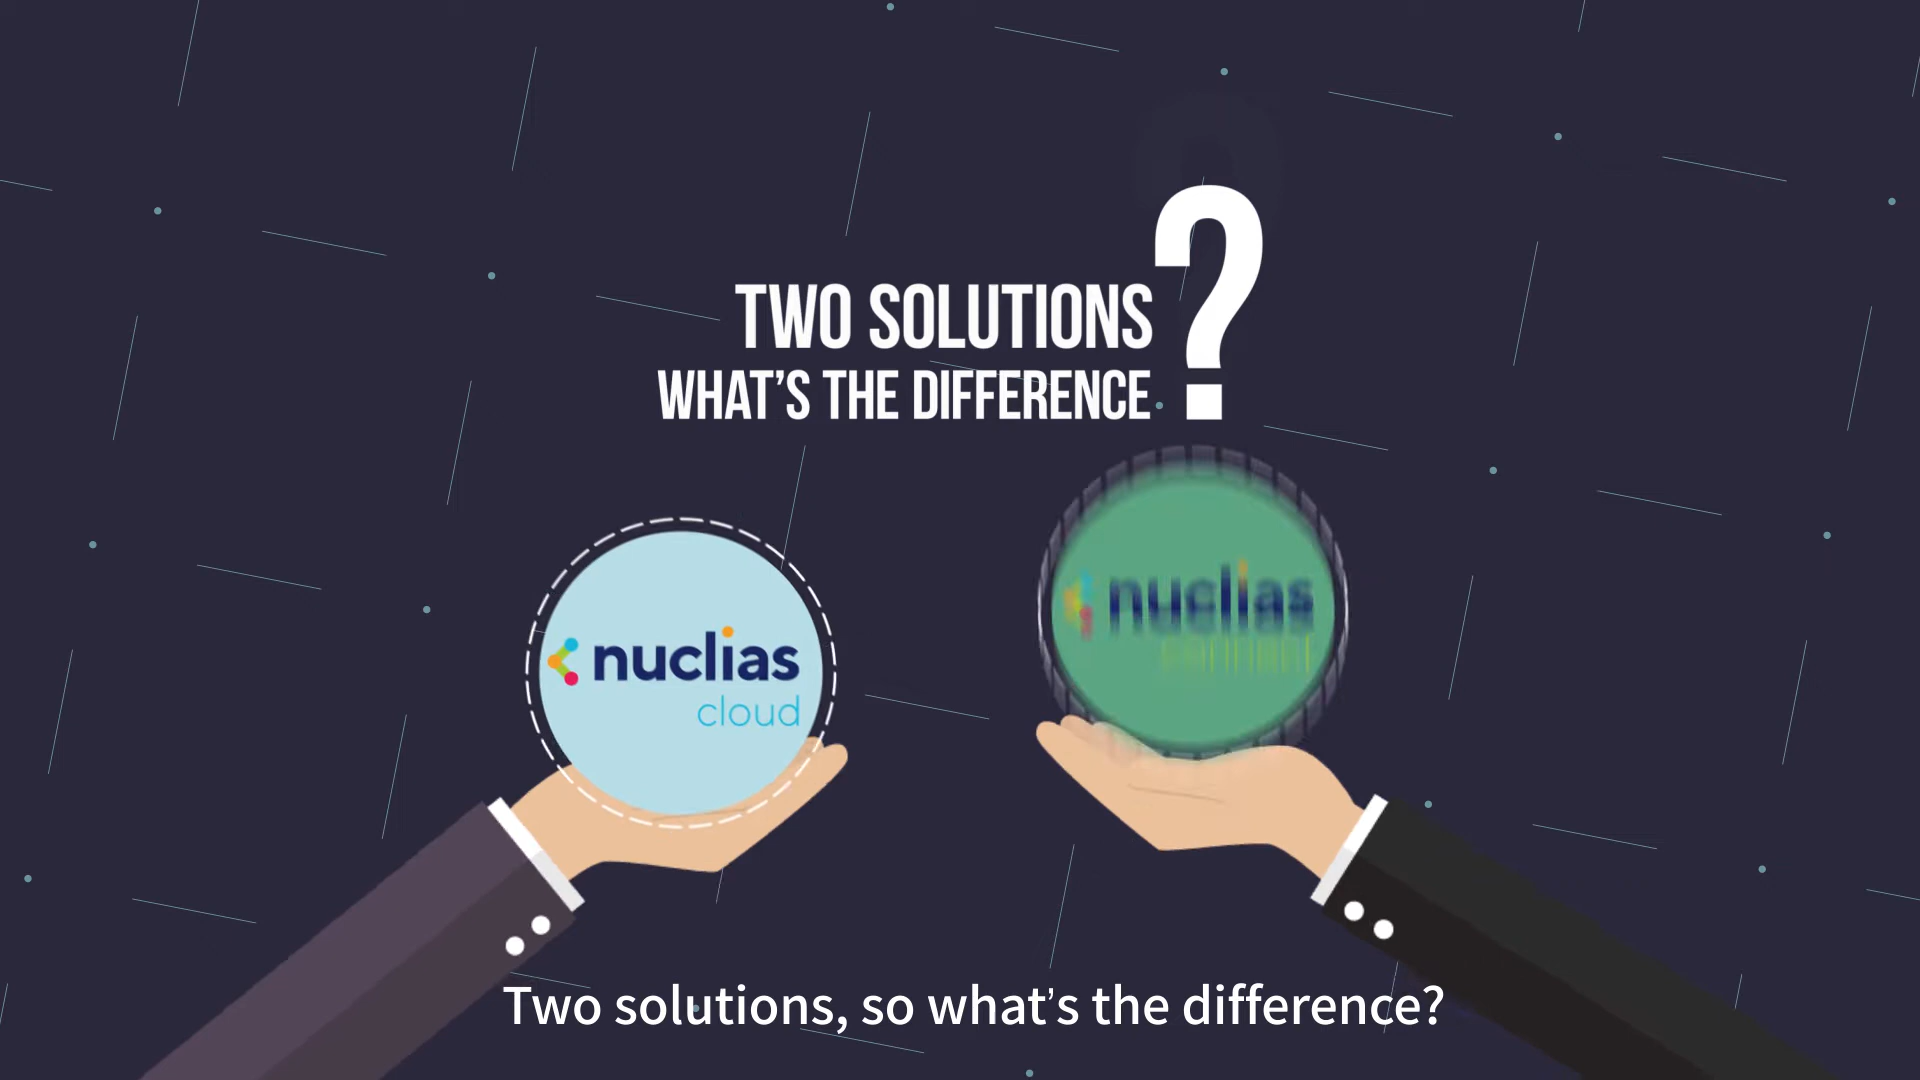 TWO SOLUTIONS
WHAT'S THE DIFFERENCE?
nuclias
cloud
nuclias
Two solutions, so what's the difference?